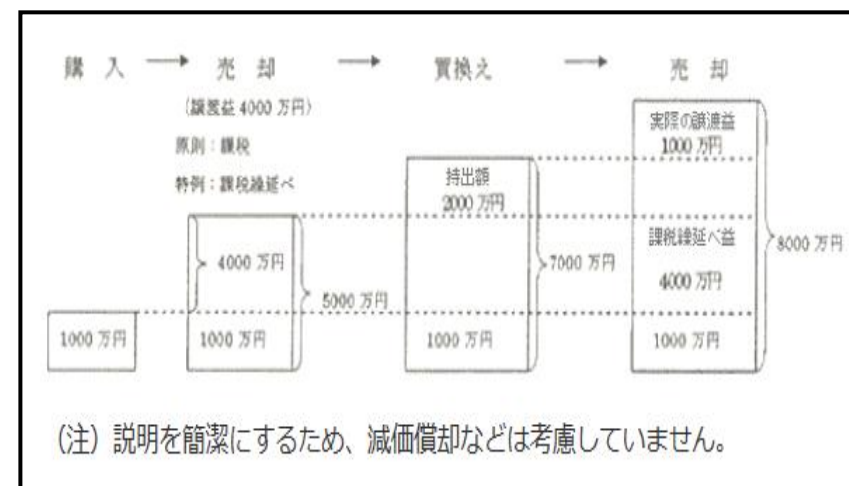 購 入 → 売 却 → 買換え → 売 却
(譲渡益 4000 万円)
原則:課税
特例:課税繰延べ
実際の譲渡益
1000 万円
持出額
2000 万円
課税繰延べ益
4000 万円
4000 万円
5000 万円
7000 万円
8000 万円
1000 万円
1000 万円
1000 万円
1000 万円
(注)説明を簡潔にするため、減価償却などは考慮していません。